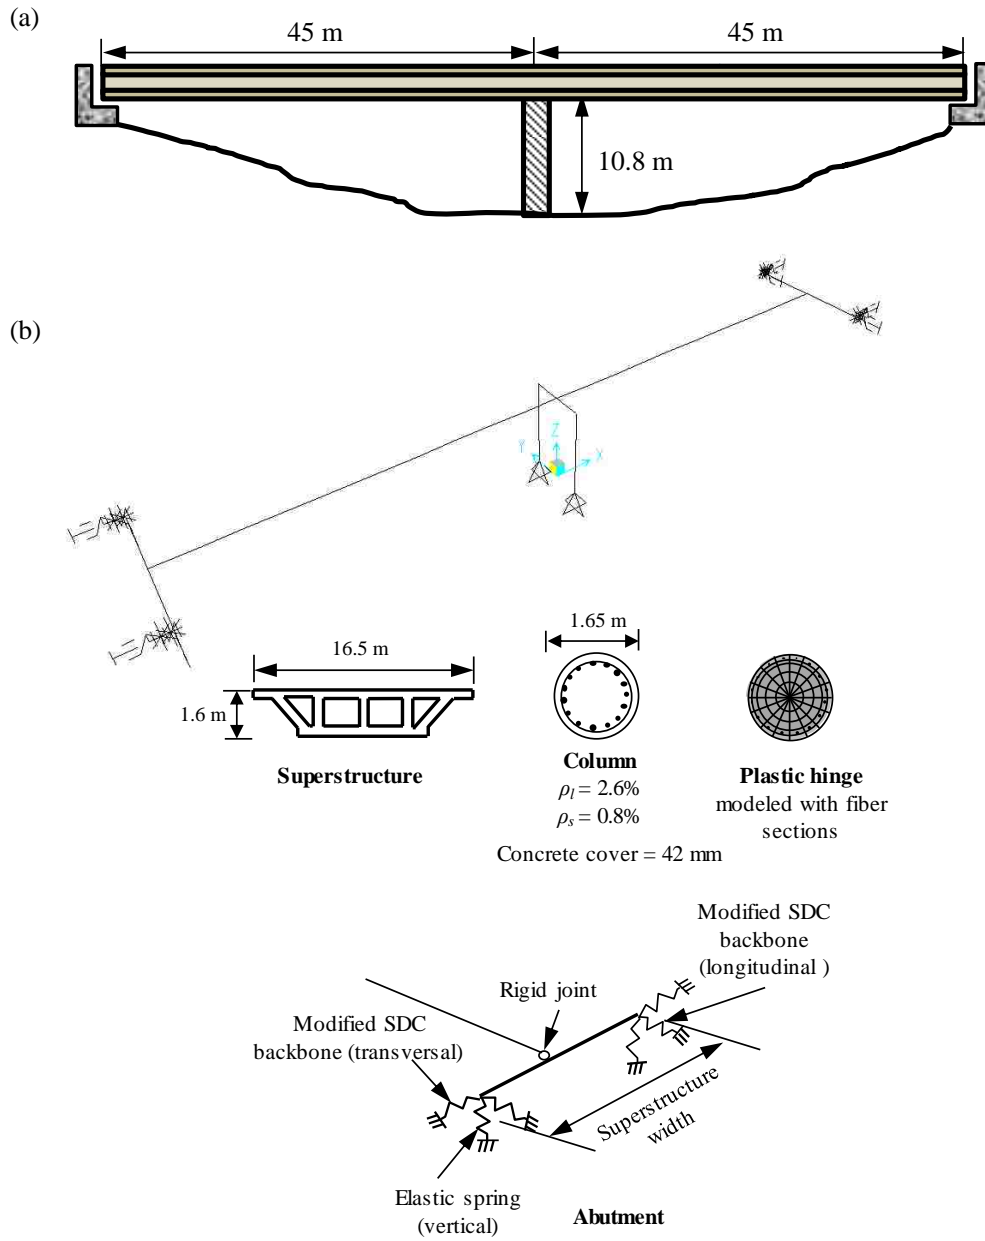 (a)
45 m
45 m
10.8 m
(b)
Z
Y
X
1.65 m
16.5 m
1.6 m
Superstructure
Column
ρl = 2.6%
ρs = 0.8%
Concrete cover = 42 mm
Plastic hinge
modeled with fiber
sections
Modified SDC
backbone
(longitudinal )
Rigid joint
Modified SDC
backbone (transversal)
Superstructure
width
Elastic spring
(vertical)
Abutment